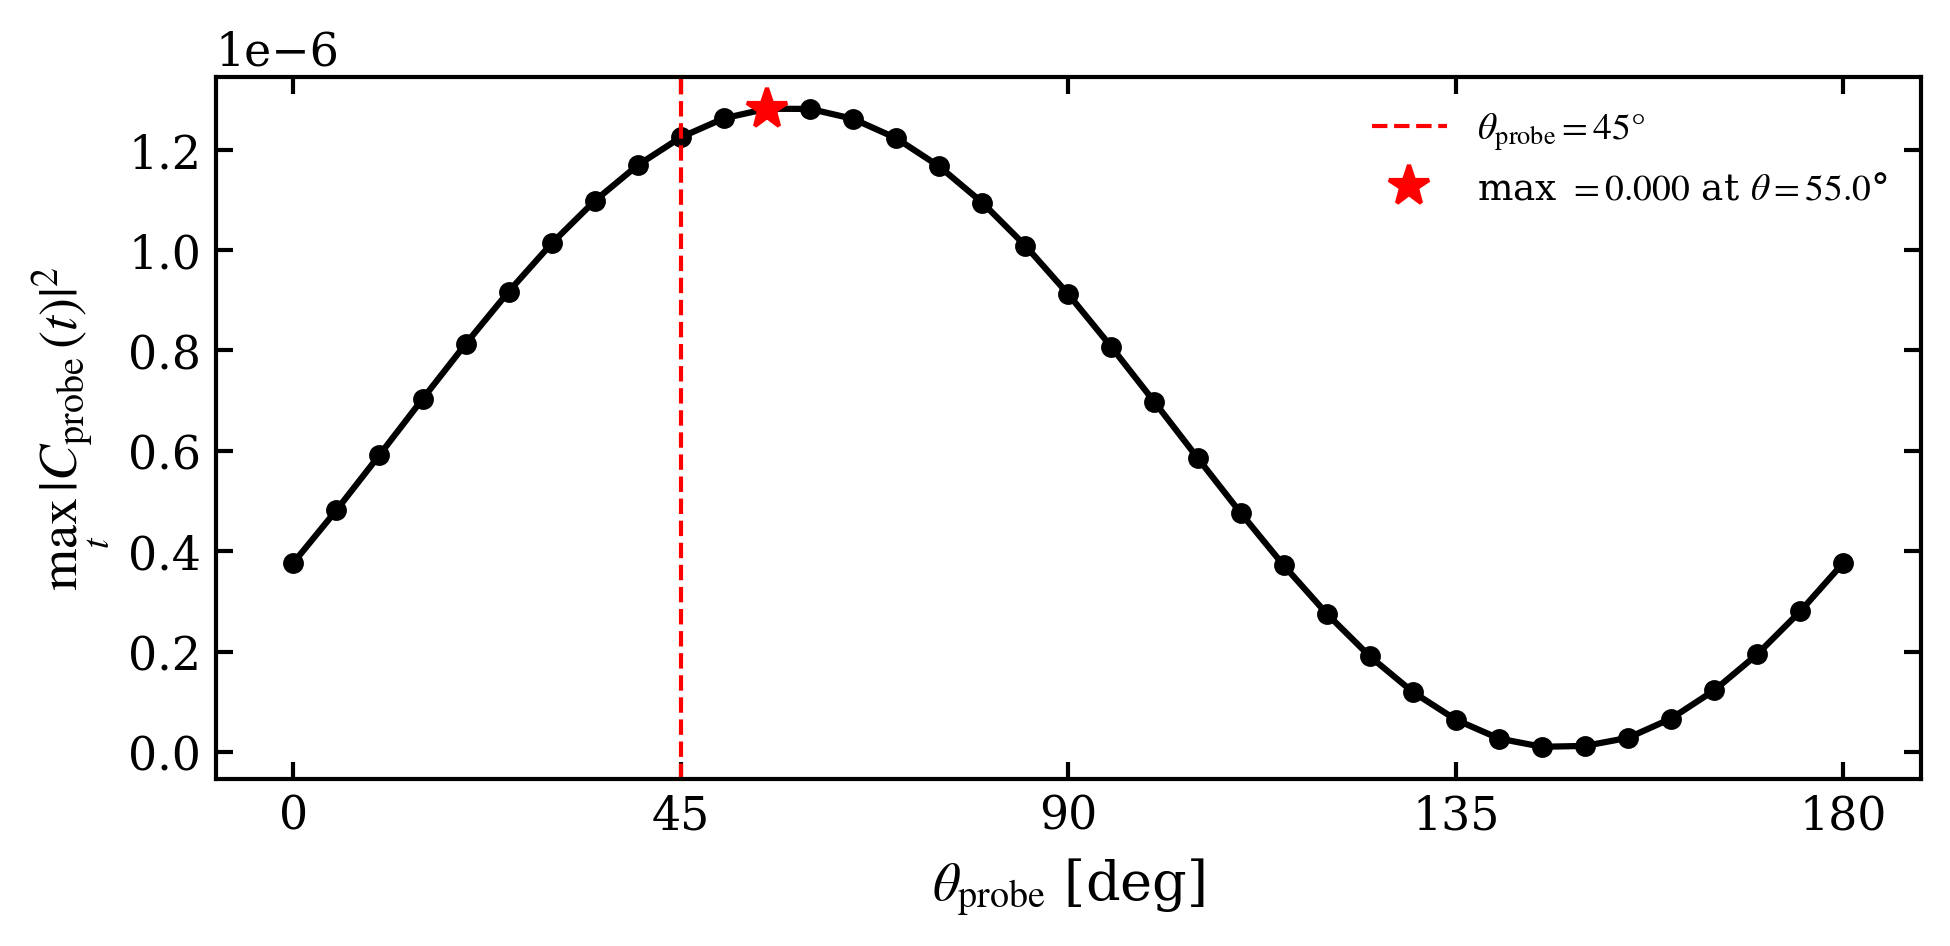 1e−6
1.2
1.0
0.8
0.6
0.4
0.2
0.0
max_t |C_probe(t)|²
θ_probe = 45°
max = 0.000 at θ = 55.0°
0 45 90 135 180
θ_probe [deg]